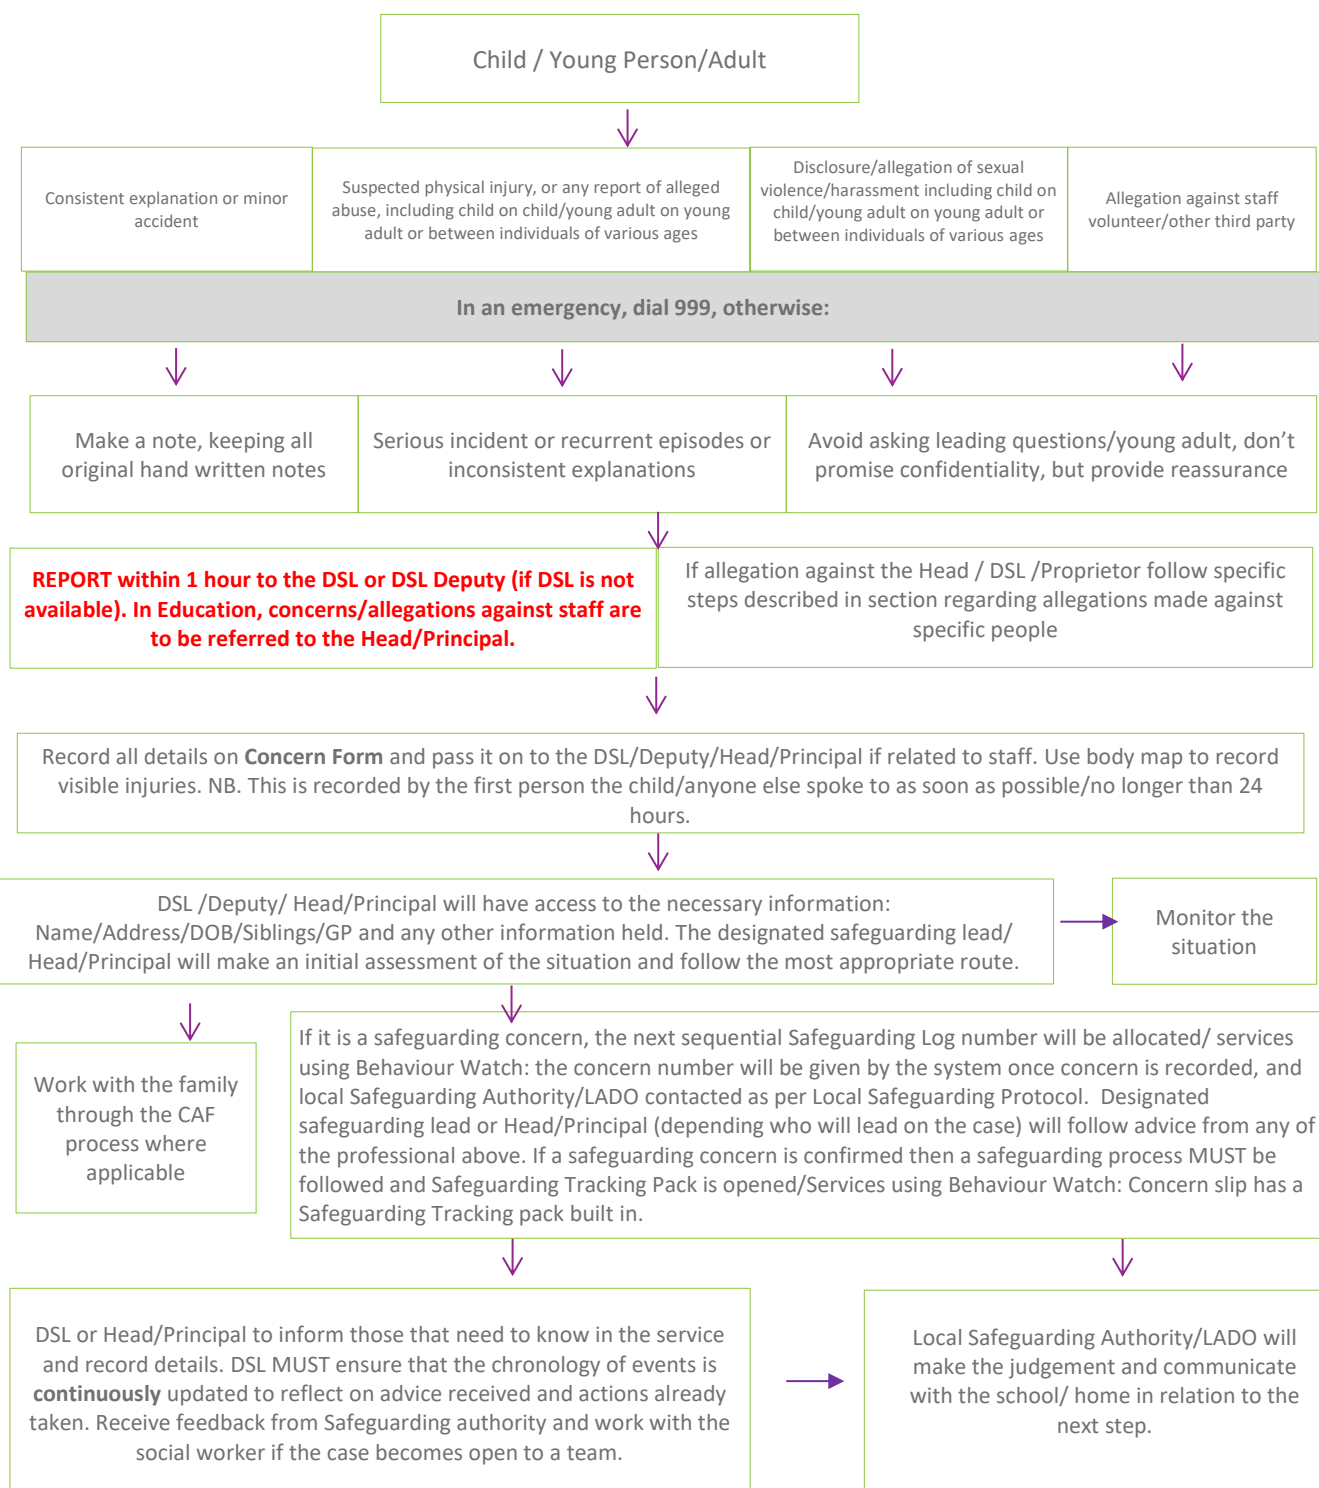 Child / Young Person/Adult
Consistent explanation or minor
accident
Suspected physical injury, or any report of alleged
abuse, including child on child/young adult on young
adult or between individuals of various ages
Disclosure/allegation of sexual
violence/harassment including child on
child/young adult on young adult or
between individuals of various ages
Allegation against staff
volunteer/other third party
In an emergency, dial 999, otherwise:
Make a note, keeping all
original hand written notes
Serious incident or recurrent episodes or
inconsistent explanations
Avoid asking leading questions/young adult, don't
promise confidentiality, but provide reassurance
REPORT within 1 hour to the DSL or DSL Deputy (if DSL is not
available). In Education, concerns/allegations against staff are
to be referred to the Head/Principal.
If allegation against the Head / DSL /Proprietor follow specific
steps described in section regarding allegations made against
specific people
Record all details on Concern Form and pass it on to the DSL/Deputy/Head/Principal if related to staff. Use body map to record
visible injuries. NB. This is recorded by the first person the child/anyone else spoke to as soon as possible/no longer than 24
hours.
DSL /Deputy/ Head/Principal will have access to the necessary information:
Name/Address/DOB/Siblings/GP and any other information held. The designated safeguarding lead/
Head/Principal will make an initial assessment of the situation and follow the most appropriate route.
Monitor the
situation
Work with the family
through the CAF
process where
applicable
If it is a safeguarding concern, the next sequential Safeguarding Log number will be allocated/ services
using Behaviour Watch: the concern number will be given by the system once concern is recorded, and
local Safeguarding Authority/LADO contacted as per Local Safeguarding Protocol.  Designated
safeguarding lead or Head/Principal (depending who will lead on the case) will follow advice from any of
the professional above. If a safeguarding concern is confirmed then a safeguarding process MUST be
followed and Safeguarding Tracking Pack is opened/Services using Behaviour Watch: Concern slip has a
Safeguarding Tracking pack built in.
DSL or Head/Principal to inform those that need to know in the service
and record details. DSL MUST ensure that the chronology of events is
continuously updated to reflect on advice received and actions already
taken. Receive feedback from Safeguarding authority and work with the
social worker if the case becomes open to a team.
Local Safeguarding Authority/LADO will
make the judgement and communicate
with the school/ home in relation to the
next step.